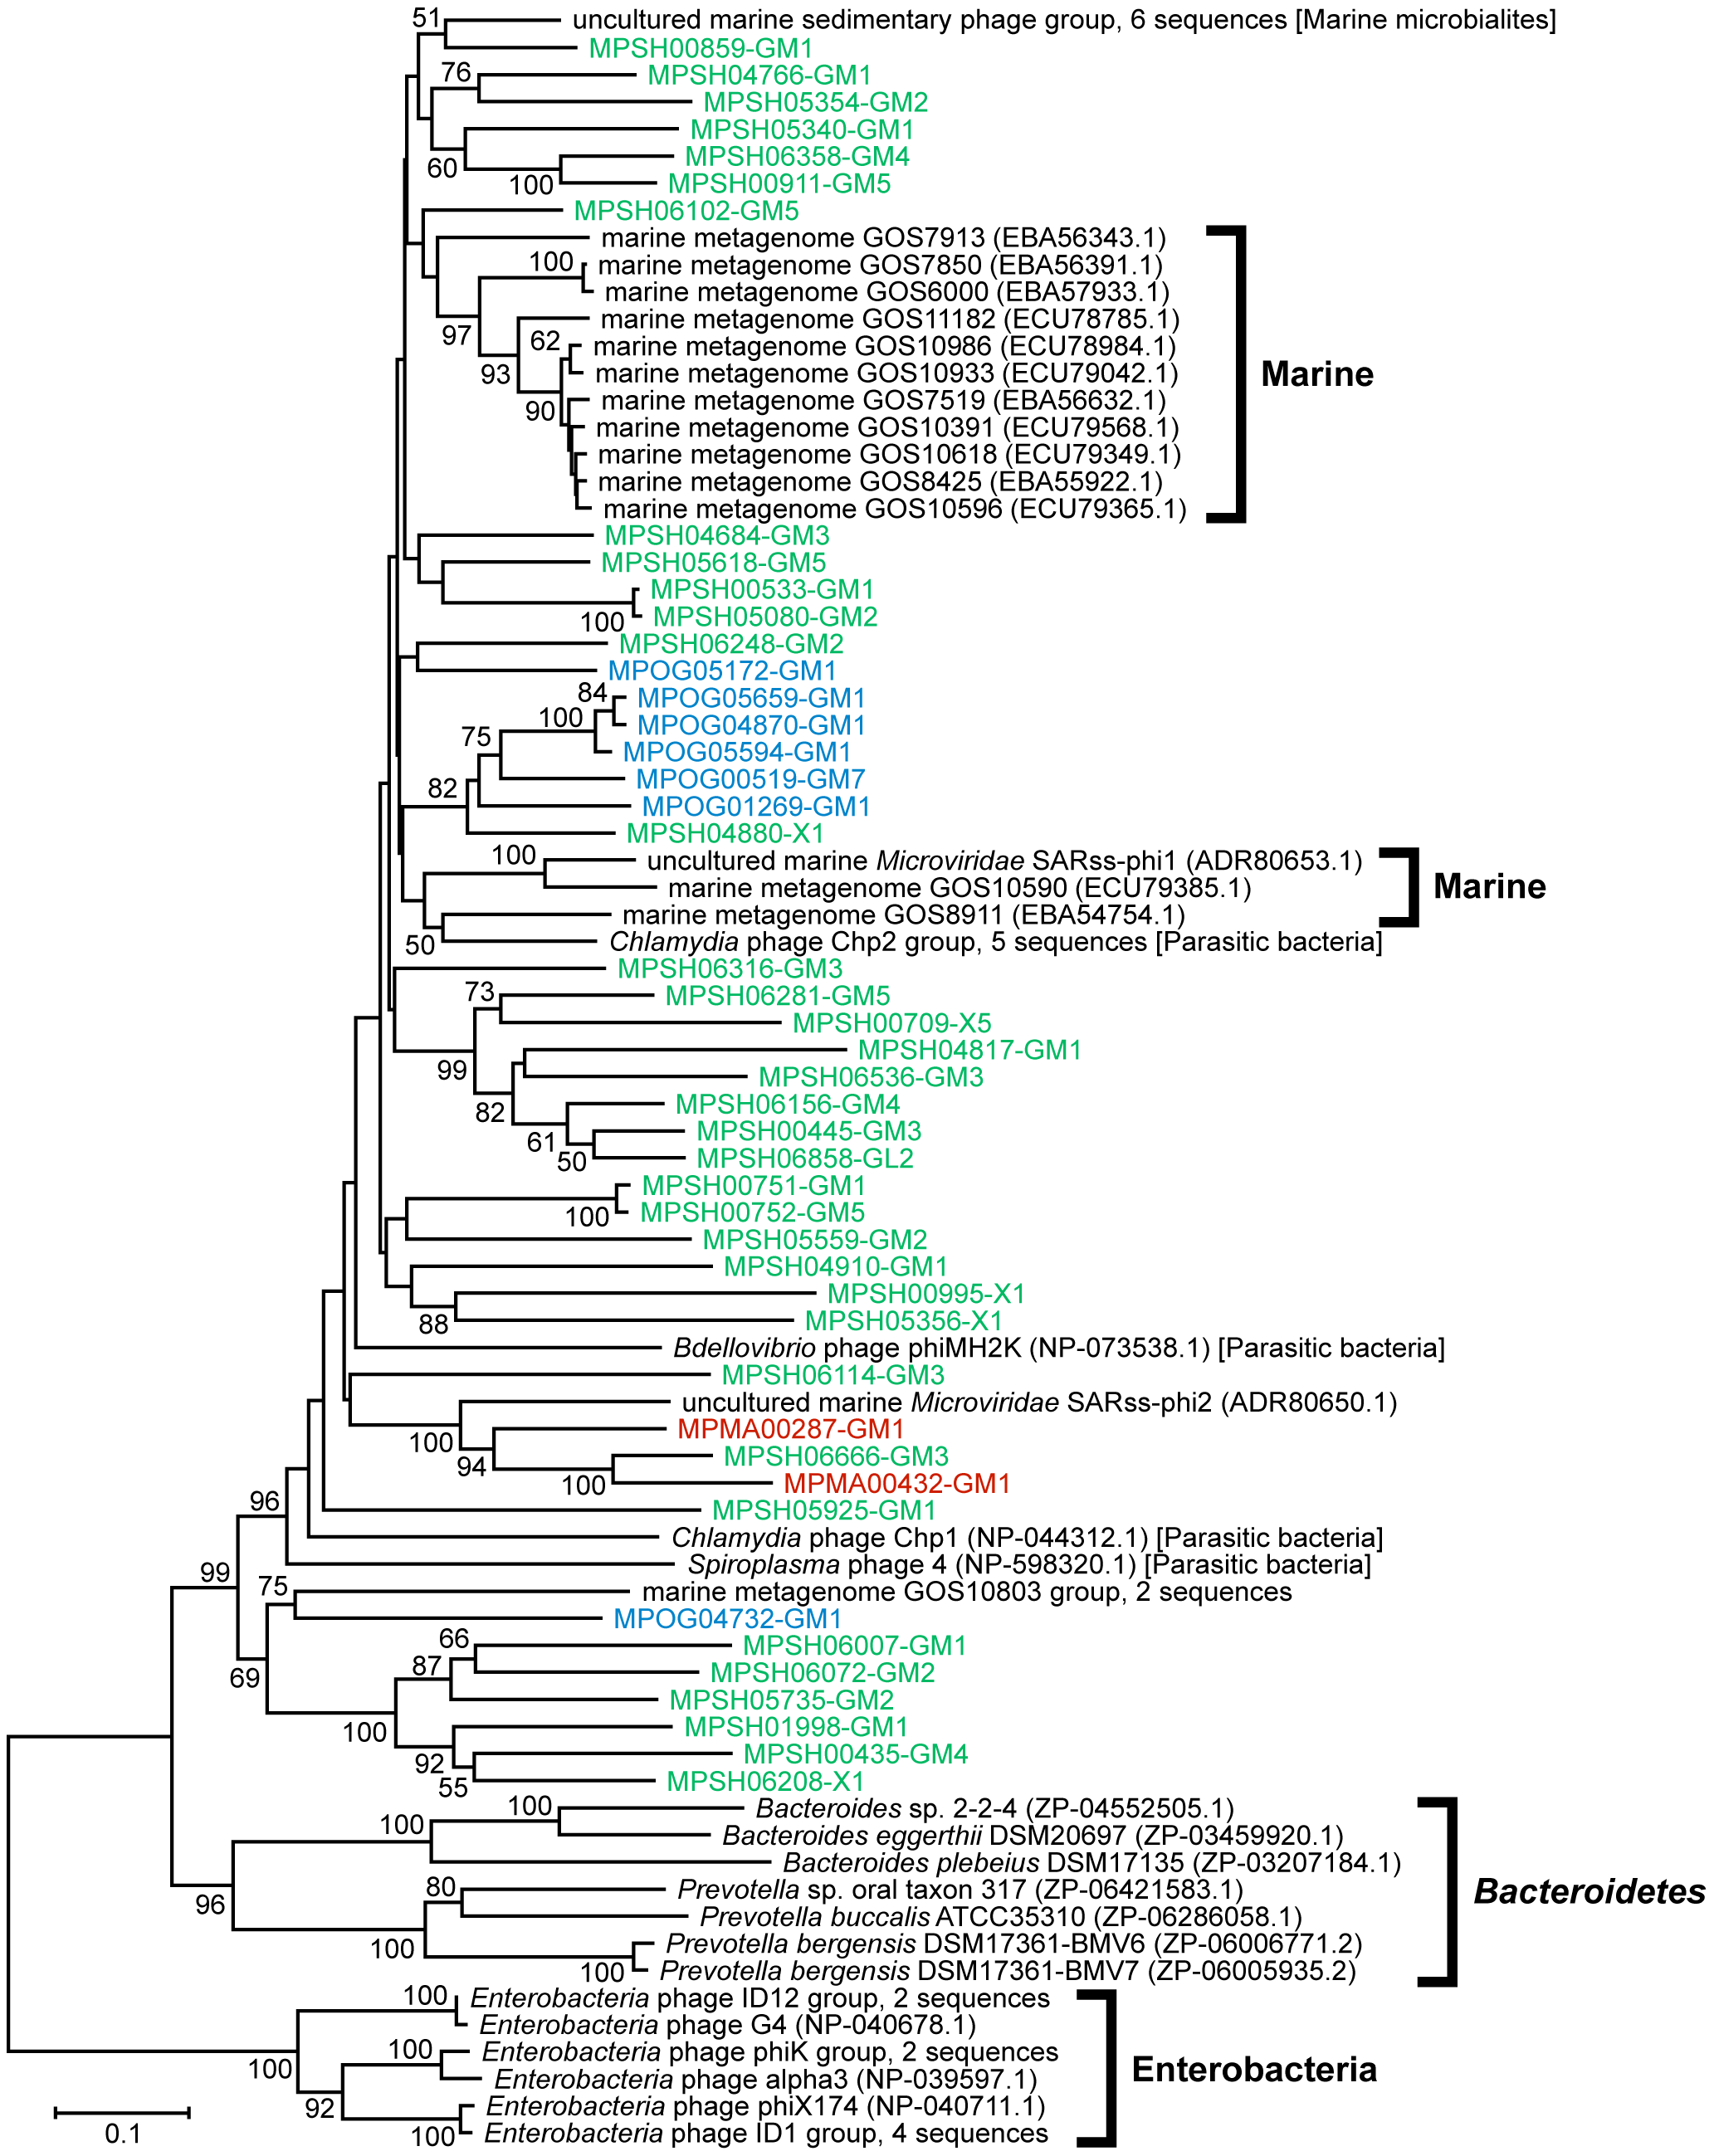 51
uncultured marine sedimentary phage group, 6 sequences [Marine microbialites]
MPSH00859-GM1
76
MPSH04766-GM1
MPSH05354-GM2
MPSH05340-GM1
60
MPSH06358-GM4
100
MPSH00911-GM5
MPSH06102-GM5
marine metagenome GOS7913 (EBA56343.1)
100
marine metagenome GOS7850 (EBA56391.1)
marine metagenome GOS6000 (EBA57933.1)
97
marine metagenome GOS11182 (ECU78785.1)
62
marine metagenome GOS10986 (ECU78984.1)
93
marine metagenome GOS10933 (ECU79042.1)
Marine
90
marine metagenome GOS7519 (EBA56632.1)
marine metagenome GOS10391 (ECU79568.1)
marine metagenome GOS10618 (ECU79349.1)
marine metagenome GOS8425 (EBA55922.1)
marine metagenome GOS10596 (ECU79365.1)
MPSH04684-GM3
MPSH05618-GM5
MPSH00533-GM1
100
MPSH05080-GM2
MPSH06248-GM2
MPOG05172-GM1
84
MPOG05659-GM1
100
MPOG04870-GM1
75
MPOG05594-GM1
MPOG00519-GM7
82
MPOG01269-GM1
MPSH04880-X1
100
uncultured marine Microviridae SARss-phi1 (ADR80653.1)
marine metagenome GOS10590 (ECU79385.1)
Marine
marine metagenome GOS8911 (EBA54754.1)
50
Chlamydia phage Chp2 group, 5 sequences [Parasitic bacteria]
MPSH06316-GM3
73
MPSH06281-GM5
MPSH00709-X5
MPSH04817-GM1
99
MPSH06536-GM3
82
MPSH06156-GM4
61
MPSH00445-GM3
50
MPSH06858-GL2
MPSH00751-GM1
100
MPSH00752-GM5
MPSH05559-GM2
MPSH04910-GM1
MPSH00995-X1
88
MPSH05356-X1
Bdellovibrio phage phiMH2K (NP-073538.1) [Parasitic bacteria]
MPSH06114-GM3
uncultured marine Microviridae SARss-phi2 (ADR80650.1)
100
MPMA00287-GM1
94
MPSH06666-GM3
100
MPMA00432-GM1
96
MPSH05925-GM1
Chlamydia phage Chp1 (NP-044312.1) [Parasitic bacteria]
Spiroplasma phage 4 (NP-598320.1) [Parasitic bacteria]
99
75
marine metagenome GOS10803 group, 2 sequences
MPOG04732-GM1
66
MPSH06007-GM1
87
69
MPSH06072-GM2
MPSH05735-GM2
100
MPSH01998-GM1
92
MPSH00435-GM4
55
MPSH06208-X1
100
Bacteroides sp. 2-2-4 (ZP-04552505.1)
100
Bacteroides eggerthii DSM20697 (ZP-03459920.1)
Bacteroides plebeius DSM17135 (ZP-03207184.1)
80
Prevotella sp. oral taxon 317 (ZP-06421583.1)
Bacteroidetes
96
Prevotella buccalis ATCC35310 (ZP-06286058.1)
100
Prevotella bergensis DSM17361-BMV6 (ZP-06006771.2)
100
Prevotella bergensis DSM17361-BMV7 (ZP-06005935.2)
100
Enterobacteria phage ID12 group, 2 sequences
Enterobacteria phage G4 (NP-040678.1)
100
Enterobacteria phage phiK group, 2 sequences
100
Enterobacteria phage alpha3 (NP-039597.1)
Enterobacteria
92
Enterobacteria phage phiX174 (NP-040711.1)
100
Enterobacteria phage ID1 group, 4 sequences
0.1